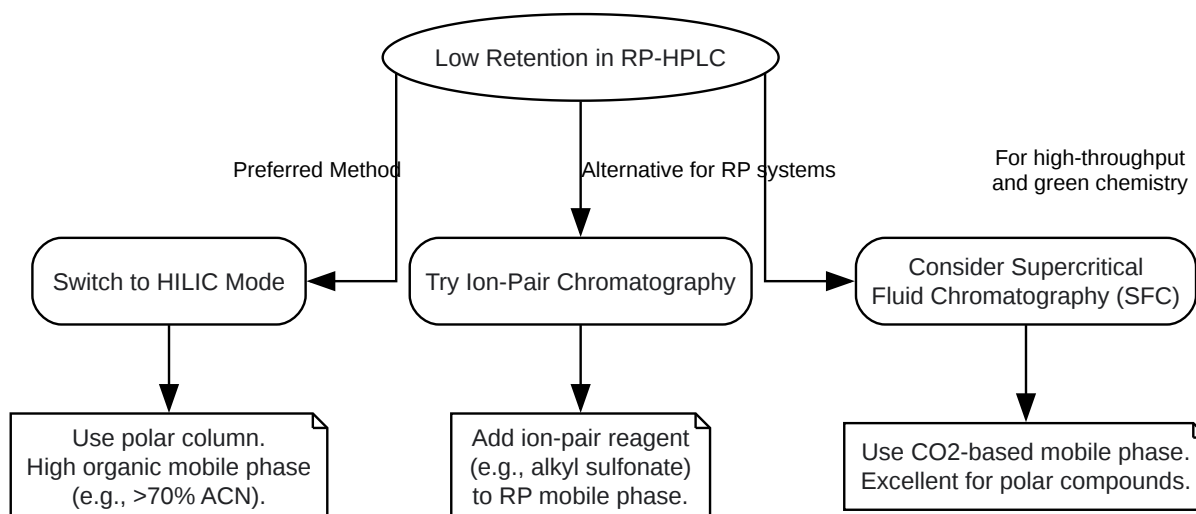 Low Retention in RP-HPLC
Preferred Method
Alternative for RP systems
For high-throughput
and green chemistry
Switch to HILIC Mode
Try Ion-Pair Chromatography
Consider Supercritical
Fluid Chromatography (SFC)
Use polar column.
High organic mobile phase
(e.g., >70% ACN).
Add ion-pair reagent
(e.g., alkyl sulfonate)
to RP mobile phase.
Use CO2-based mobile phase.
Excellent for polar compounds.